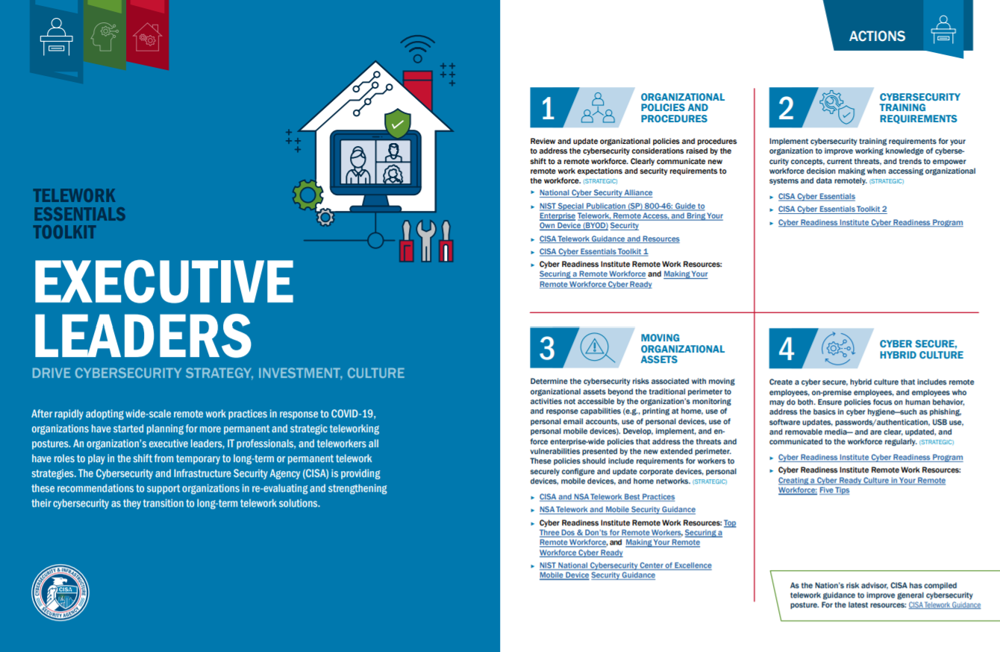 TELEWORK
ESSENTIALS
TOOLKIT
EXECUTIVE
LEADERS
DRIVE CYBERSECURITY STRATEGY, INVESTMENT, CULTURE
After rapidly adopting wide-scale remote work practices in response to COVID-19,
organizations have started planning for more permanent and strategic teleworking
postures. An organization's executive leaders, IT professionals, and teleworkers all
have roles to play in the shift from temporary to long-term or permanent telework
strategies. The Cybersecurity and Infrastructure Security Agency (CISA) is providing
these recommendations to support organizations in re-evaluating and strengthening
their cybersecurity as they transition to long-term telework solutions.
CYBERSECURITY & INFRASTRUCTURE
CISA
SECURITY AGENCY
ACTIONS
1
ORGANIZATIONAL
POLICIES AND
PROCEDURES
Review and update organizational policies and procedures
to address the cybersecurity considerations raised by the
shift to a remote workforce. Clearly communicate new
remote work expectations and security requirements to
the workforce. (STRATEGIC)
► National Cyber Security Alliance
► NIST Special Publication (SP) 800-46: Guide to
Enterprise Telework, Remote Access, and Bring Your
Own Device (BYOD) Security
► CISA Telework Guidance and Resources
► CISA Cyber Essentials Toolkit 1
► Cyber Readiness Institute Remote Work Resources:
Securing a Remote Workforce and Making Your
Remote Workforce Cyber Ready
2
CYBERSECURITY
TRAINING
REQUIREMENTS
Implement cybersecurity training requirements for your
organization to improve working knowledge of cyberse-
curity concepts, current threats, and trends to empower
workforce decision making when accessing organizational
systems and data remotely. (STRATEGIC)
► CISA Cyber Essentials
► CISA Cyber Essentials Toolkit 2
► Cyber Readiness Institute Cyber Readiness Program
3
MOVING
ORGANIZATIONAL
ASSETS
Determine the cybersecurity risks associated with moving
organizational assets beyond the traditional perimeter to
activities not accessible by the organization's monitoring
and response capabilities (e.g., printing at home, use of
personal email accounts, use of personal devices, use of
personal mobile devices). Develop, implement, and en-
force enterprise-wide policies that address the threats and
vulnerabilities presented by the new extended perimeter.
These policies should include requirements for workers to
securely configure and update corporate devices, personal
devices, mobile devices, and home networks. (STRATEGIC)
► CISA and NSA Telework Best Practices
► NSA Telework and Mobile Security Guidance
► Cyber Readiness Institute Remote Work Resources: Top
Three Dos & Don'ts for Remote Workers, Securing a
Remote Workforce, and Making Your Remote
Workforce Cyber Ready
► NIST National Cybersecurity Center of Excellence
Mobile Device Security Guidance
4
CYBER SECURE,
HYBRID CULTURE
Create a cyber secure, hybrid culture that includes remote
employees, on-premise employees, and employees who
may do both. Ensure policies focus on human behavior,
address the basics in cyber hygiene—such as phishing,
software updates, passwords/authentication, USB use,
and removable media— and are clear, updated, and
communicated to the workforce regularly. (STRATEGIC)
► Cyber Readiness Institute Cyber Readiness Program
► Cyber Readiness Institute Remote Work Resources:
Creating a Cyber Ready Culture in Your Remote
Workforce: Five Tips
As the Nation's risk advisor, CISA has compiled
telework guidance to improve general cybersecurity
posture. For the latest resources: CISA Telework Guidance